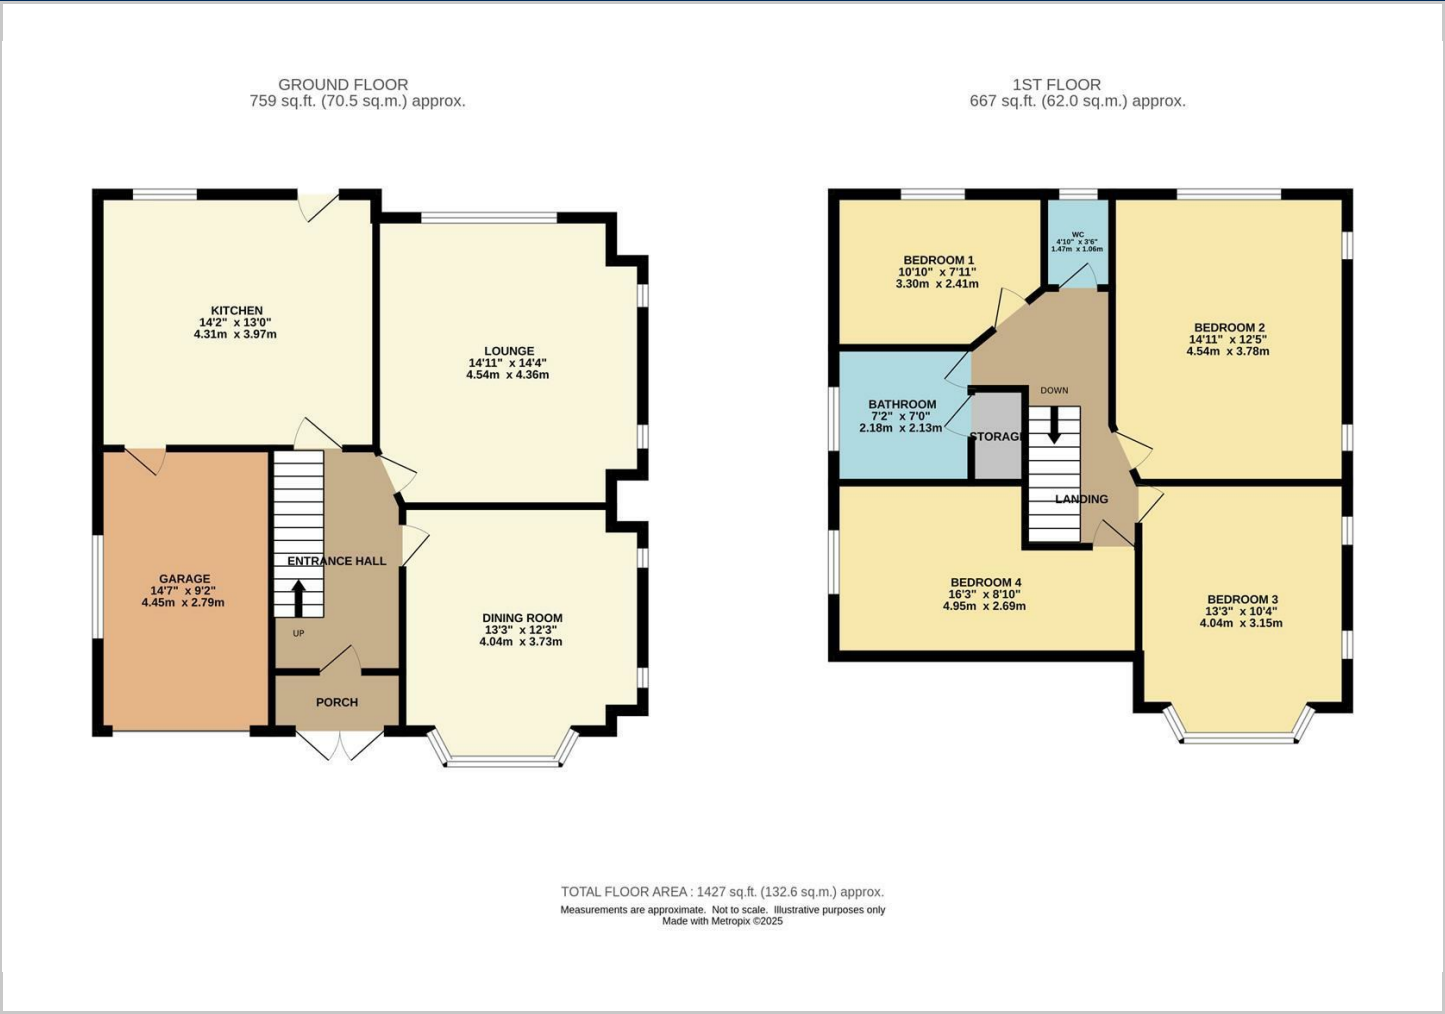 GROUND FLOOR
759 sq.ft. (70.5 sq.m.) approx.
1ST FLOOR
667 sq.ft. (62.0 sq.m.) approx.
KITCHEN
14'2" x 13'0"
4.31m x 3.97m
LOUNGE
14'11" x 14'4"
4.54m x 4.36m
GARAGE
14'7" x 9'2"
4.45m x 2.79m
ENTRANCE HALL
UP
PORCH
DINING ROOM
13'3" x 12'3"
4.04m x 3.73m
BEDROOM 1
10'10" x 7'11"
3.30m x 2.41m
WC
4'10" x 3'6"
1.47m x 1.06m
BEDROOM 2
14'11" x 12'5"
4.54m x 3.78m
BATHROOM
7'2" x 7'0"
2.18m x 2.13m
STORAGE
DOWN
LANDING
BEDROOM 4
16'3" x 8'10"
4.95m x 2.69m
BEDROOM 3
13'3" x 10'4"
4.04m x 3.15m
TOTAL FLOOR AREA : 1427 sq.ft. (132.6 sq.m.) approx.
Measurements are approximate. Not to scale. Illustrative purposes only
Made with Metropix ©2025